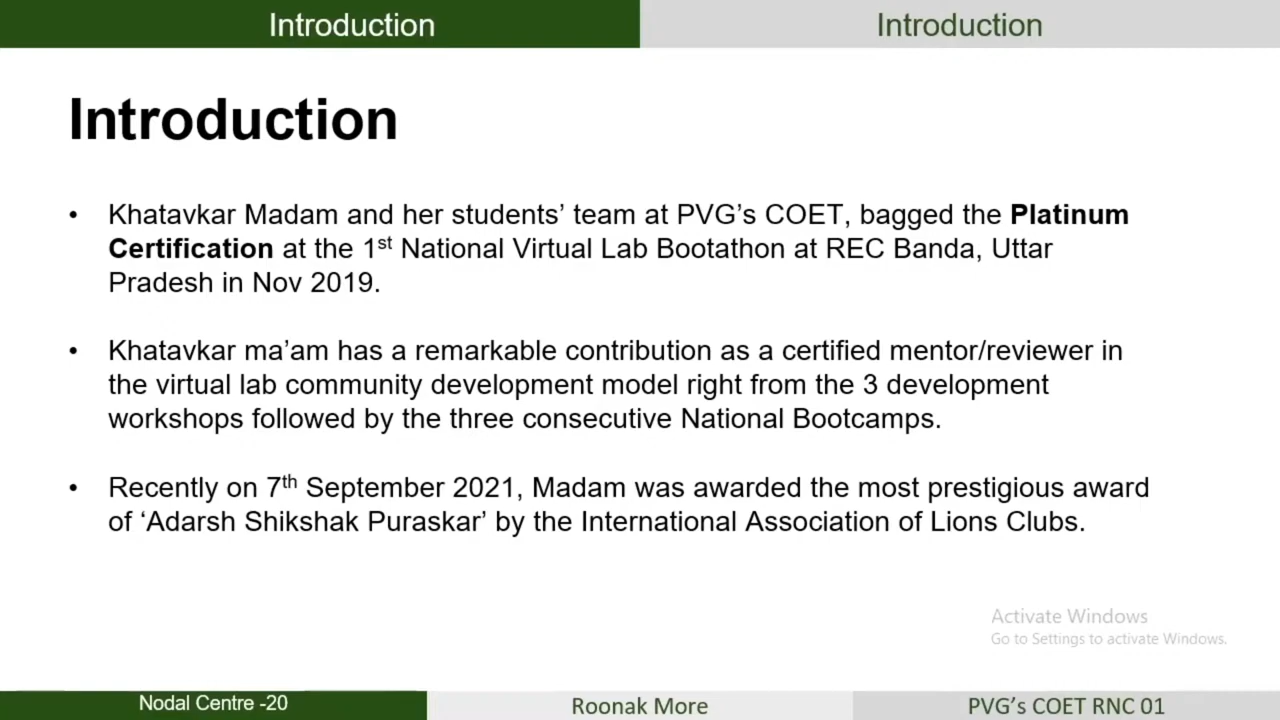 Introduction
Introduction
Introduction
• Khatavkar Madam and her students’ team at PVG’s COET, bagged the Platinum
Certification at the 1st National Virtual Lab Bootathon at REC Banda, Uttar
Pradesh in Nov 2019.
• Khatavkar ma’am has a remarkable contribution as a certified mentor/reviewer in
the virtual lab community development model right from the 3 development
workshops followed by the three consecutive National Bootcamps.
• Recently on 7th September 2021, Madam was awarded the most prestigious award
of ‘Adarsh Shikshak Puraskar’ by the International Association of Lions Clubs.
Activate Windows
Go to Settings to activate Windows.
Nodal Centre -20
Roonak More
PVG’s COET RNC 01